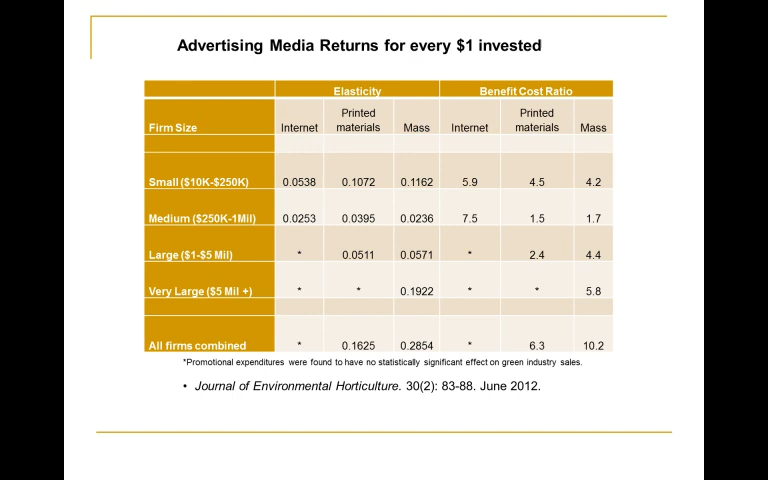 Advertising Media Returns for every $1 invested
Elasticity Benefit Cost Ratio
Firm Size Internet Printed materials Mass Internet Printed materials Mass
Small ($10K-$250K) 0.0538 0.1072 0.1162 5.9 4.5 4.2
Medium ($250K-1Mil) 0.0253 0.0395 0.0236 7.5 1.5 1.7
Large ($1-$5 Mil) * 0.0511 0.0571 * 2.4 4.4
Very Large ($5 Mil +) * * 0.1922 * * 5.8
All firms combined * 0.1625 0.2854 * 6.3 10.2
*Promotional expenditures were found to have no statistically significant effect on green industry sales.
• Journal of Environmental Horticulture. 30(2): 83-88. June 2012.